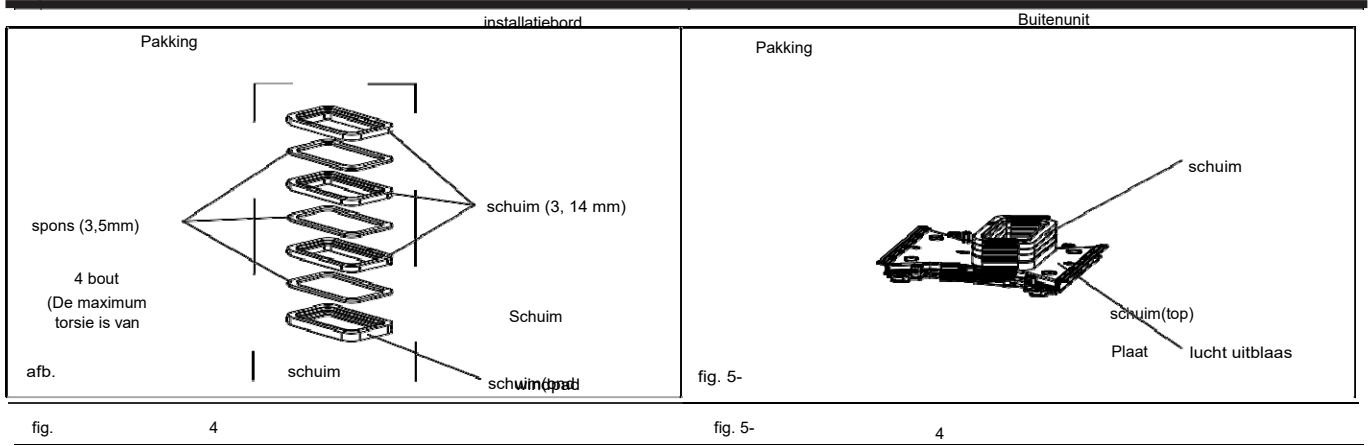 installatiebord
Buitenunit
Pakking
spons (3,5mm)
schuim (3, 14 mm)
4 bout
(De maximum
torsie is van
Schuim
schuim
windpad
afb.
Pakking
schuim
schuim(top)
Plaat
lucht uitblaas
fig. 5-
fig. 4
fig. 5- 4